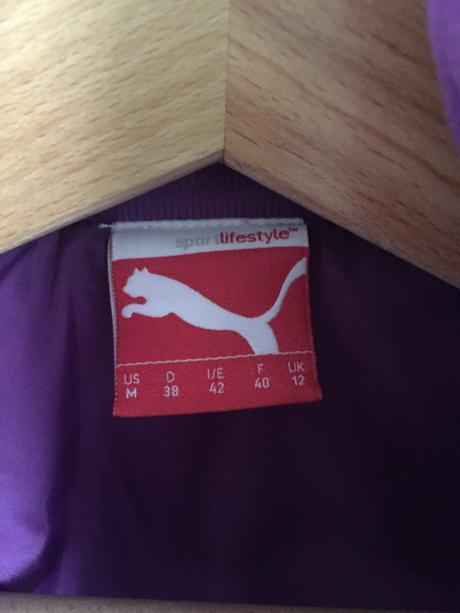 sportlifestyle™
US D I/E F UK
M 38 42 40 12